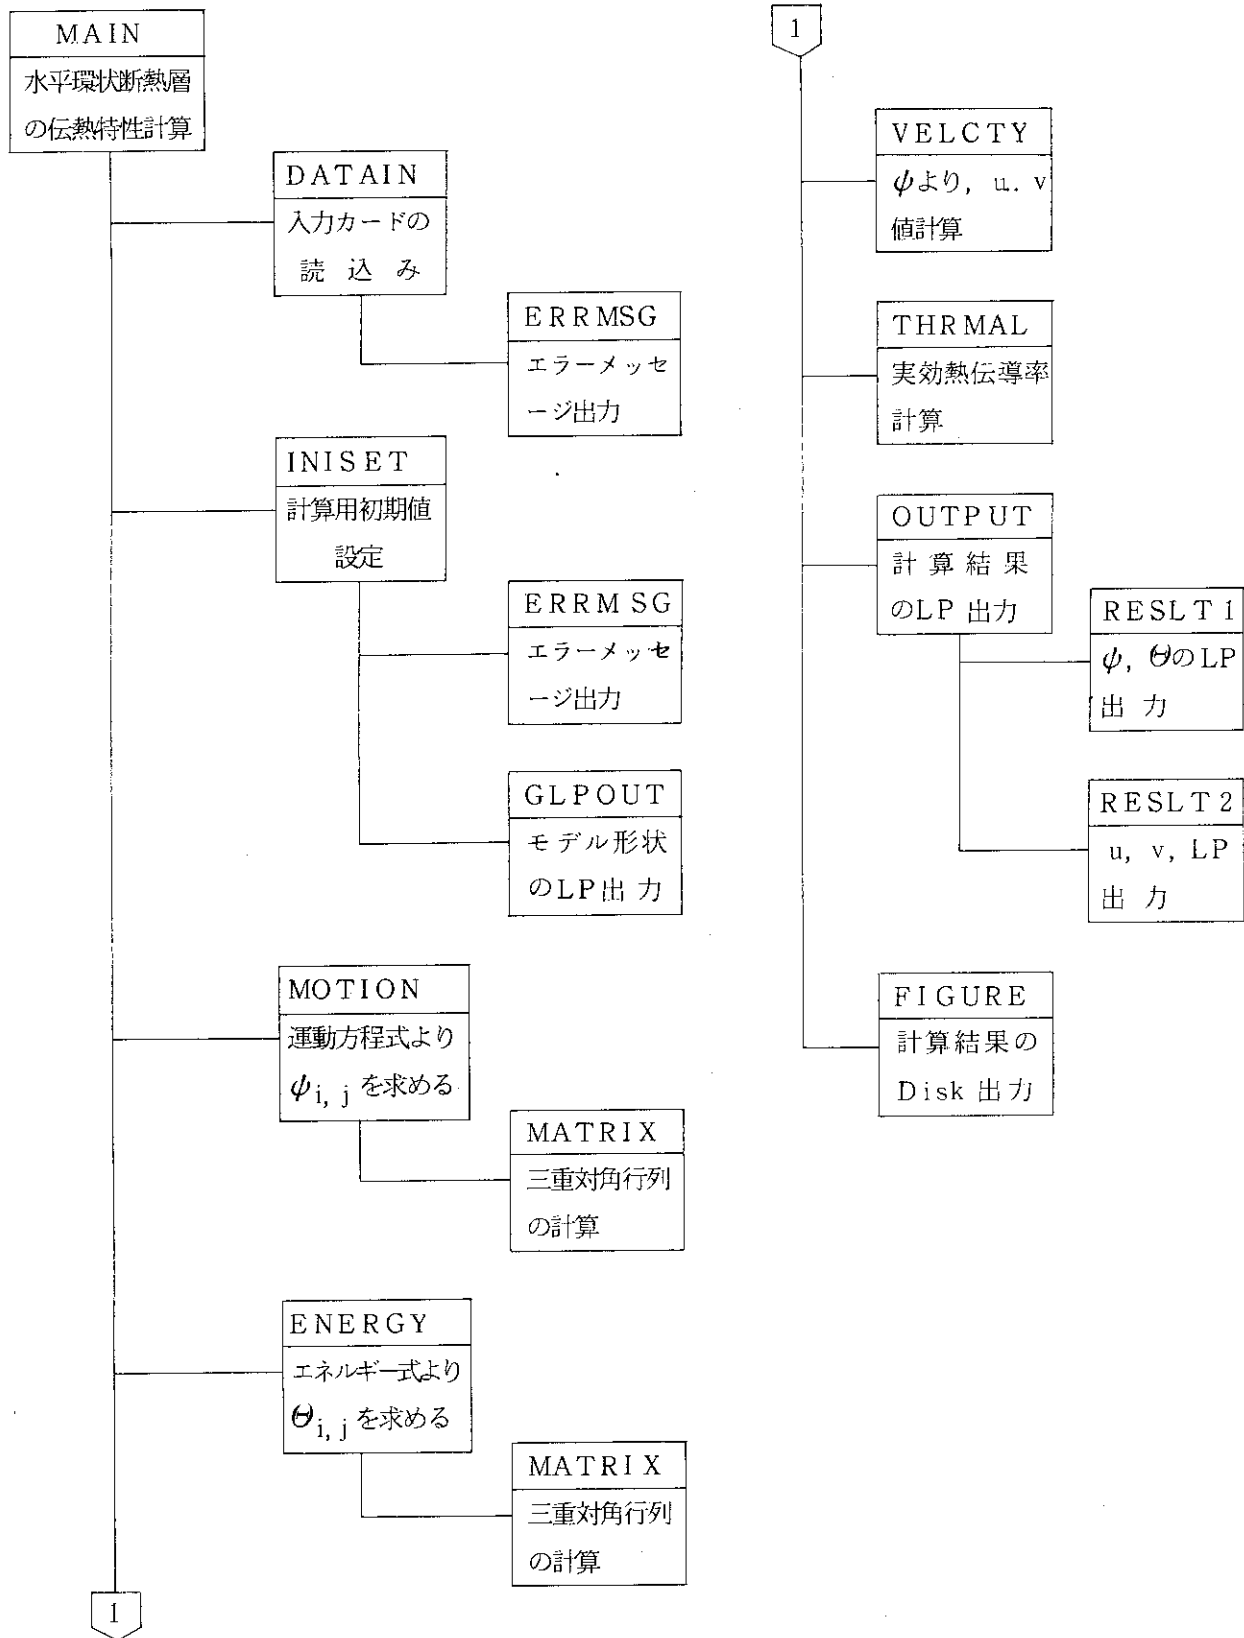 MAIN
水平環状断熱層
の伝熱特性計算
DATAIN
入力カードの
読込み
ERRMSG
エラーメッセ
ージ出力
INISET
計算用初期値
設定
ERRMSG
エラーメッセ
ージ出力
GLPOUT
モデル形状
のLP出力
MOTION
運動方程式より
ψi, j を求める
MATRIX
三重対角行列
の計算
ENERGY
エネルギー式より
Θi, j を求める
MATRIX
三重対角行列
の計算
1
1
VELCTY
ψより, u. v
値計算
THRMAL
実効熱伝導率
計算
OUTPUT
計算結果
のLP出力
RESLT1
ψ, ΘのLP
出力
RESLT2
u, v, LP
出力
FIGURE
計算結果の
Disk出力